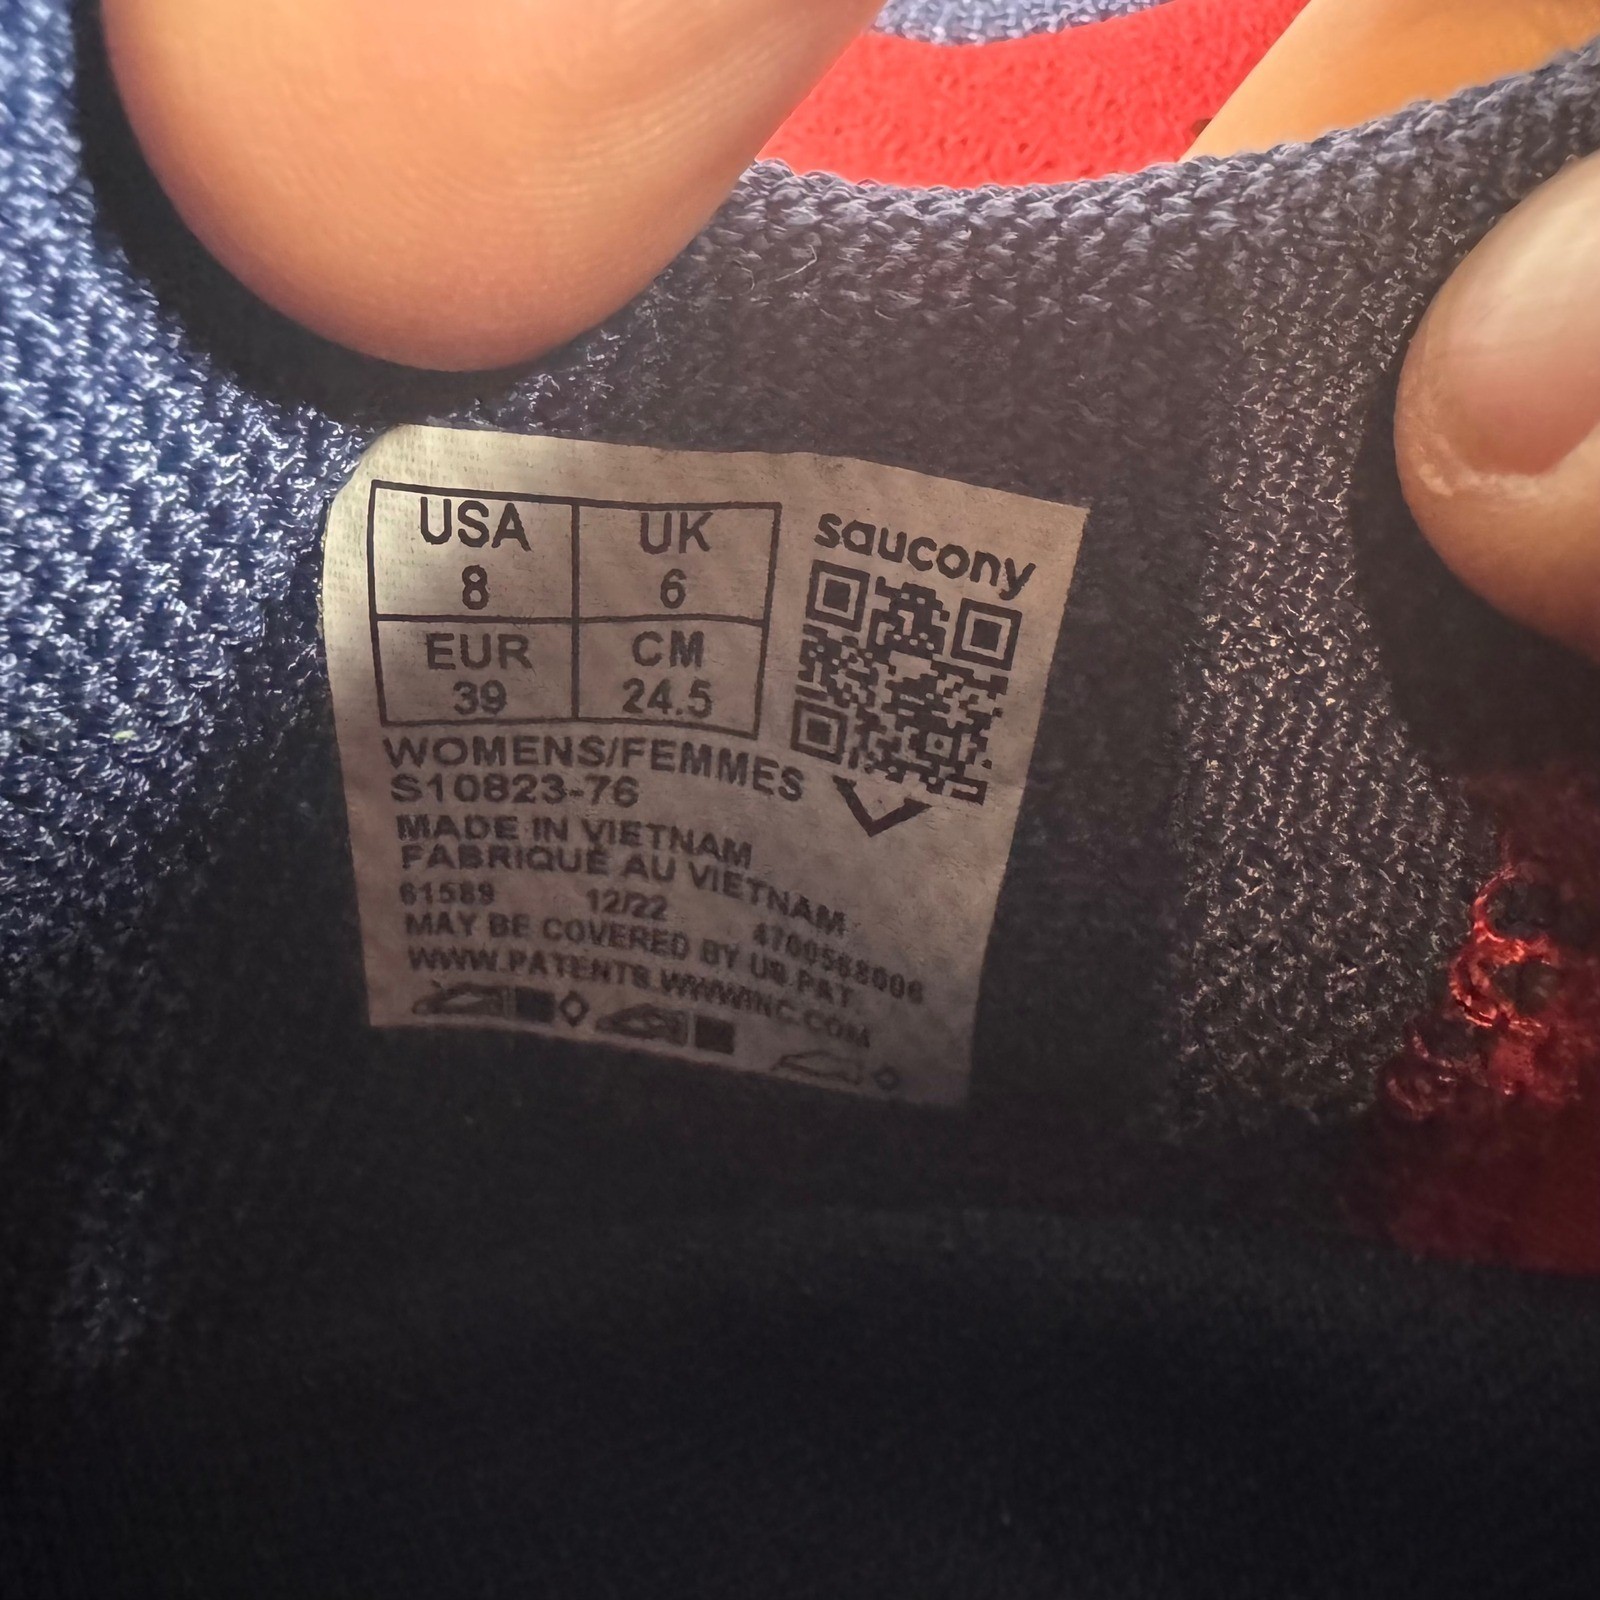 USA UK
8 6
EUR CM
39 24.5
saucony
WOMENS/FEMMES
S10823-76
MADE IN VIETNAM
FABRIQUÉ AU VIETNAM
61589 12/22 4700568006
MAY BE COVERED BY US PAT.
WWW.PATENTS.WWWINC.COM